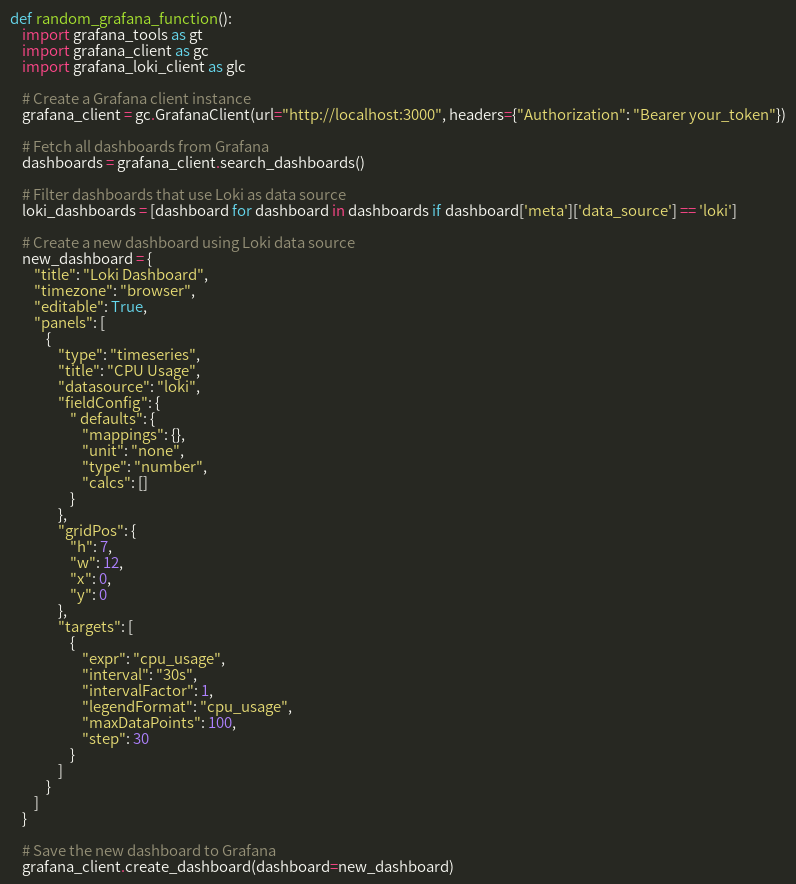 def random_grafana_function():
    import grafana_tools as gt
    import grafana_client as gc
    import grafana_loki_client as glc

    # Create a Grafana client instance
    grafana_client = gc.GrafanaClient(url="http://localhost:3000", headers={"Authorization": "Bearer your_token"})

    # Fetch all dashboards from Grafana
    dashboards = grafana_client.search_dashboards()

    # Filter dashboards that use Loki as data source
    loki_dashboards = [dashboard for dashboard in dashboards if dashboard['meta']['data_source'] == 'loki']

    # Create a new dashboard using Loki data source
    new_dashboard = {
        "title": "Loki Dashboard",
        "timezone": "browser",
        "editable": True,
        "panels": [
            {
                "type": "timeseries",
                "title": "CPU Usage",
                "datasource": "loki",
                "fieldConfig": {
                    " defaults": {
                        "mappings": {},
                        "unit": "none",
                        "type": "number",
                        "calcs": []
                    }
                },
                "gridPos": {
                    "h": 7,
                    "w": 12,
                    "x": 0,
                    "y": 0
                },
                "targets": [
                    {
                        "expr": "cpu_usage",
                        "interval": "30s",
                        "intervalFactor": 1,
                        "legendFormat": "cpu_usage",
                        "maxDataPoints": 100,
                        "step": 30
                    }
                ]
            }
        ]
    }

    # Save the new dashboard to Grafana
    grafana_client.create_dashboard(dashboard=new_dashboard)